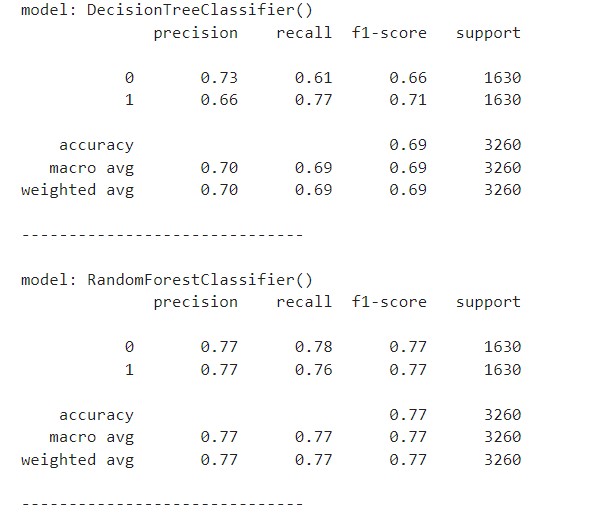 model: DecisionTreeClassifier()
precision recall f1-score support
0 0.73 0.61 0.66 1630
1 0.66 0.77 0.71 1630
accuracy 0.69 3260
macro avg 0.70 0.69 0.69 3260
weighted avg 0.70 0.69 0.69 3260
------------------------------
model: RandomForestClassifier()
precision recall f1-score support
0 0.77 0.78 0.77 1630
1 0.77 0.76 0.77 1630
accuracy 0.77 3260
macro avg 0.77 0.77 0.77 3260
weighted avg 0.77 0.77 0.77 3260
------------------------------